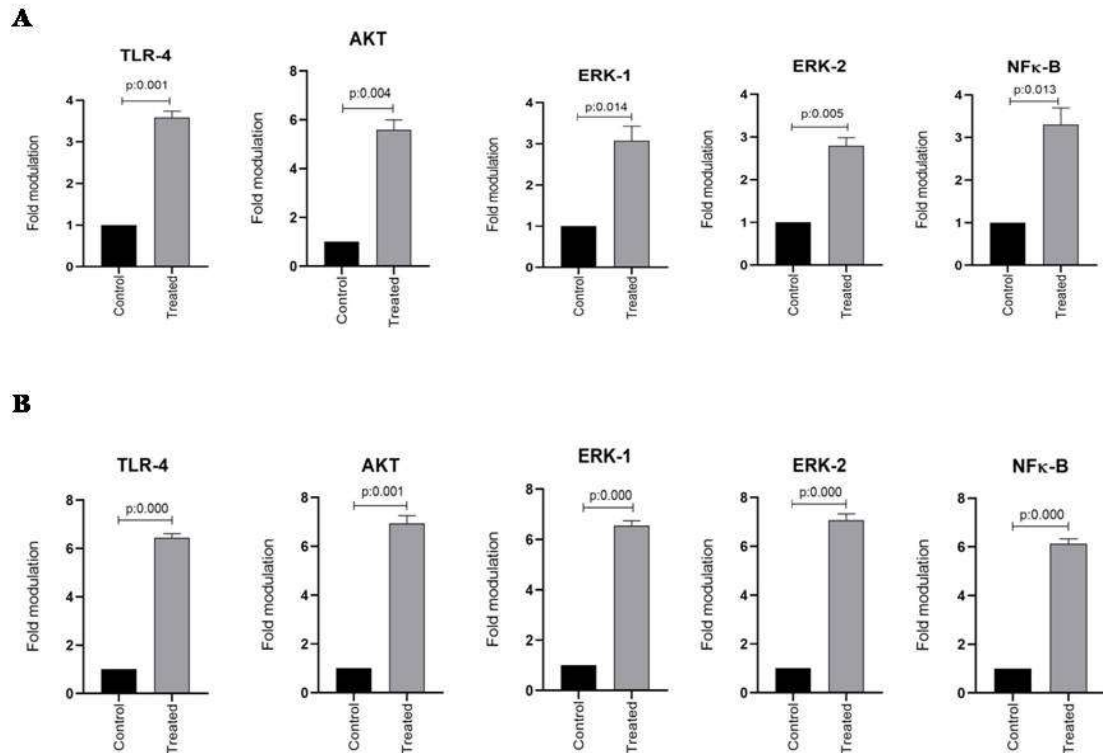 A
TLR-4
p:0.001
Fold modulation
4
3
2
1
0
Control
Treated
AKT
p:0.004
Fold modulation
8
6
4
2
0
Control
Treated
ERK-1
p:0.014
Fold modulation
4
3
2
1
0
Control
Treated
ERK-2
p:0.005
Fold modulation
4
3
2
1
0
Control
Treated
NFκ-B
p:0.013
Fold modulation
4
3
2
1
0
Control
Treated
B
TLR-4
p:0.000
Fold modulation
8
6
4
2
0
Control
Treated
AKT
p:0.001
Fold modulation
8
6
4
2
0
Control
Treated
ERK-1
p:0.000
Fold modulation
8
6
4
2
0
Control
Treated
ERK-2
p:0.000
Fold modulation
8
6
4
2
0
Control
Treated
NFκ-B
p:0.000
Fold modulation
8
6
4
2
0
Control
Treated